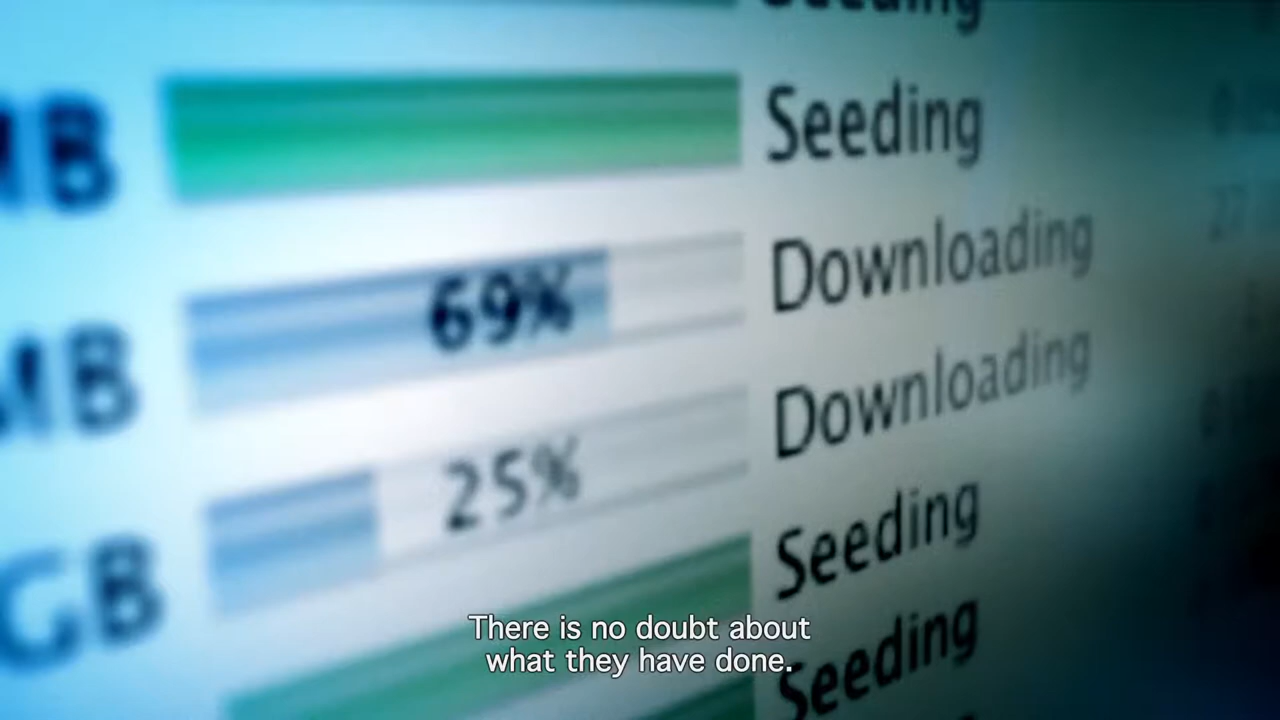 Seeding
MB
Seeding
69%
Downloading
MB
25%
Downloading
GB
Seeding
Seeding
There is no doubt about
what they have done.